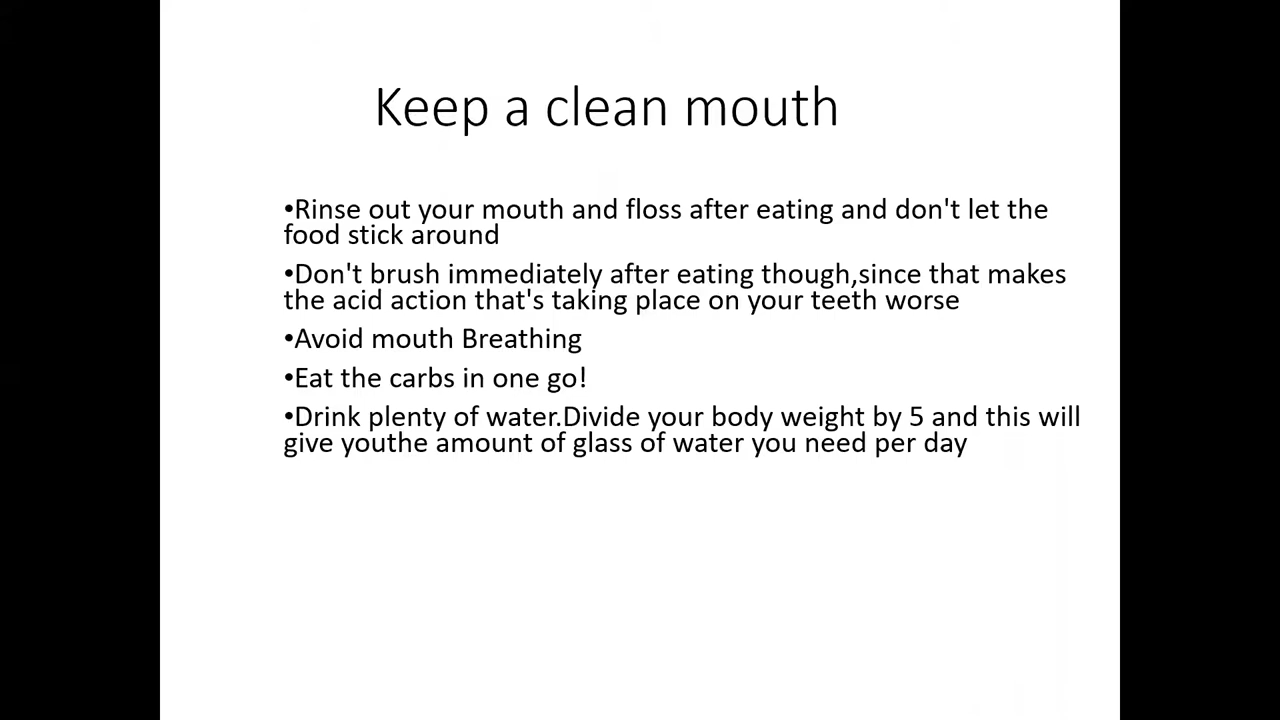 Keep a clean mouth
•Rinse out your mouth and floss after eating and don't let the
food stick around
•Don't brush immediately after eating though,since that makes
the acid action that's taking place on your teeth worse
•Avoid mouth Breathing
•Eat the carbs in one go!
•Drink plenty of water.Divide your body weight by 5 and this will
give youthe amount of glass of water you need per day